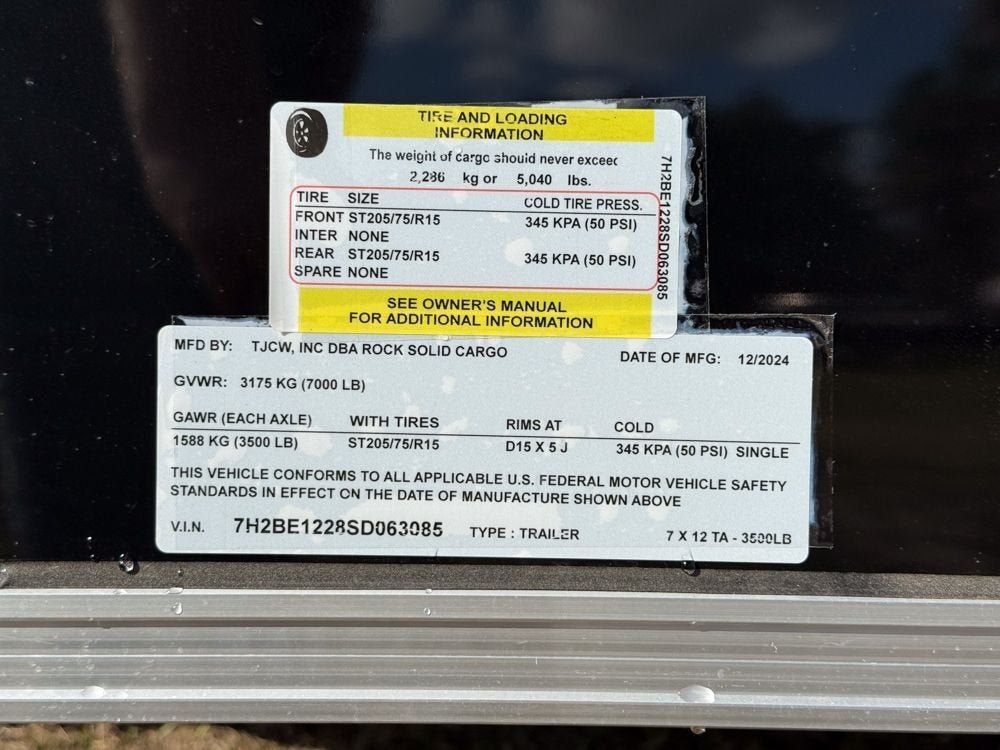 TIRE AND LOADING
INFORMATION
The weight of cargo should never exceed
2,286 kg or 5,040 lbs.
TIRE SIZE COLD TIRE PRESS.
FRONT ST205/75/R15 345 KPA (50 PSI)
INTER NONE
REAR ST205/75/R15 345 KPA (50 PSI)
SPARE NONE
SEE OWNER'S MANUAL
FOR ADDITIONAL INFORMATION
7H2BE1228SD063085
MFD BY: TJCW, INC DBA ROCK SOLID CARGO DATE OF MFG: 12/2024
GVWR: 3175 KG (7000 LB)
GAWR (EACH AXLE) WITH TIRES RIMS AT COLD
1588 KG (3500 LB) ST205/75/R15 D15 X 5 J 345 KPA (50 PSI) SINGLE
THIS VEHICLE CONFORMS TO ALL APPLICABLE U.S. FEDERAL MOTOR VEHICLE SAFETY
STANDARDS IN EFFECT ON THE DATE OF MANUFACTURE SHOWN ABOVE
V.I.N. 7H2BE1228SD063085 TYPE : TRAILER 7 X 12 TA - 3500LB